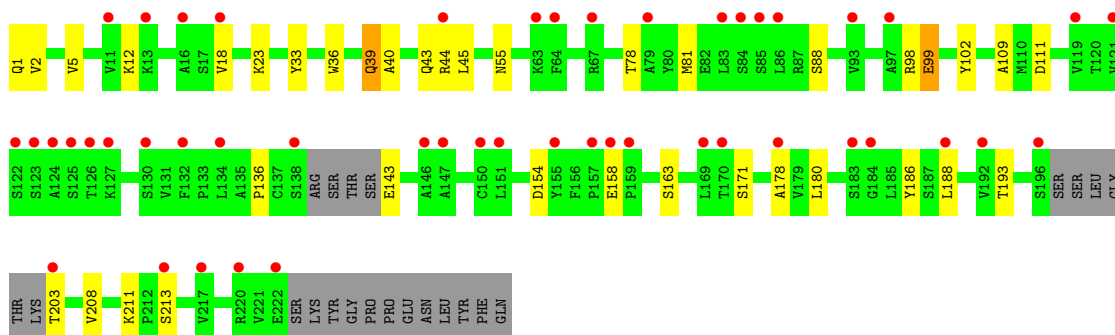 Q1 V2 V5 V11 K12 K13 A16 S17 V18 K23 Y33 W36 Q39 A40 Q43 R44 L45 N55 K63 F64 R67 T78 A79 Y80 M81 E82 L83 S84 S85 L86 R87 S88 V93 A97 R98 E99 Y102 A109 M110 D111 V119 T120 V121
S122 S123 A124 S125 T126 K127 S130 V131 F132 P133 L134 A135 P136 C137 S138 ARG SER THR SER E143 A146 A147 C150 L151 D154 Y155 F156 P157 E158 P159 S163 L169 T170 S171 A178 V179 L180 S183 G184 L185 Y186 S187 L188 V192 T193 S196 SER SER LEU GLY
THR LYS T203 V208 K211 P212 S213 V217 R220 V221 E222 SER LYS TYR GLY PRO PRO GLU ASN LEU TYR PHE GLN